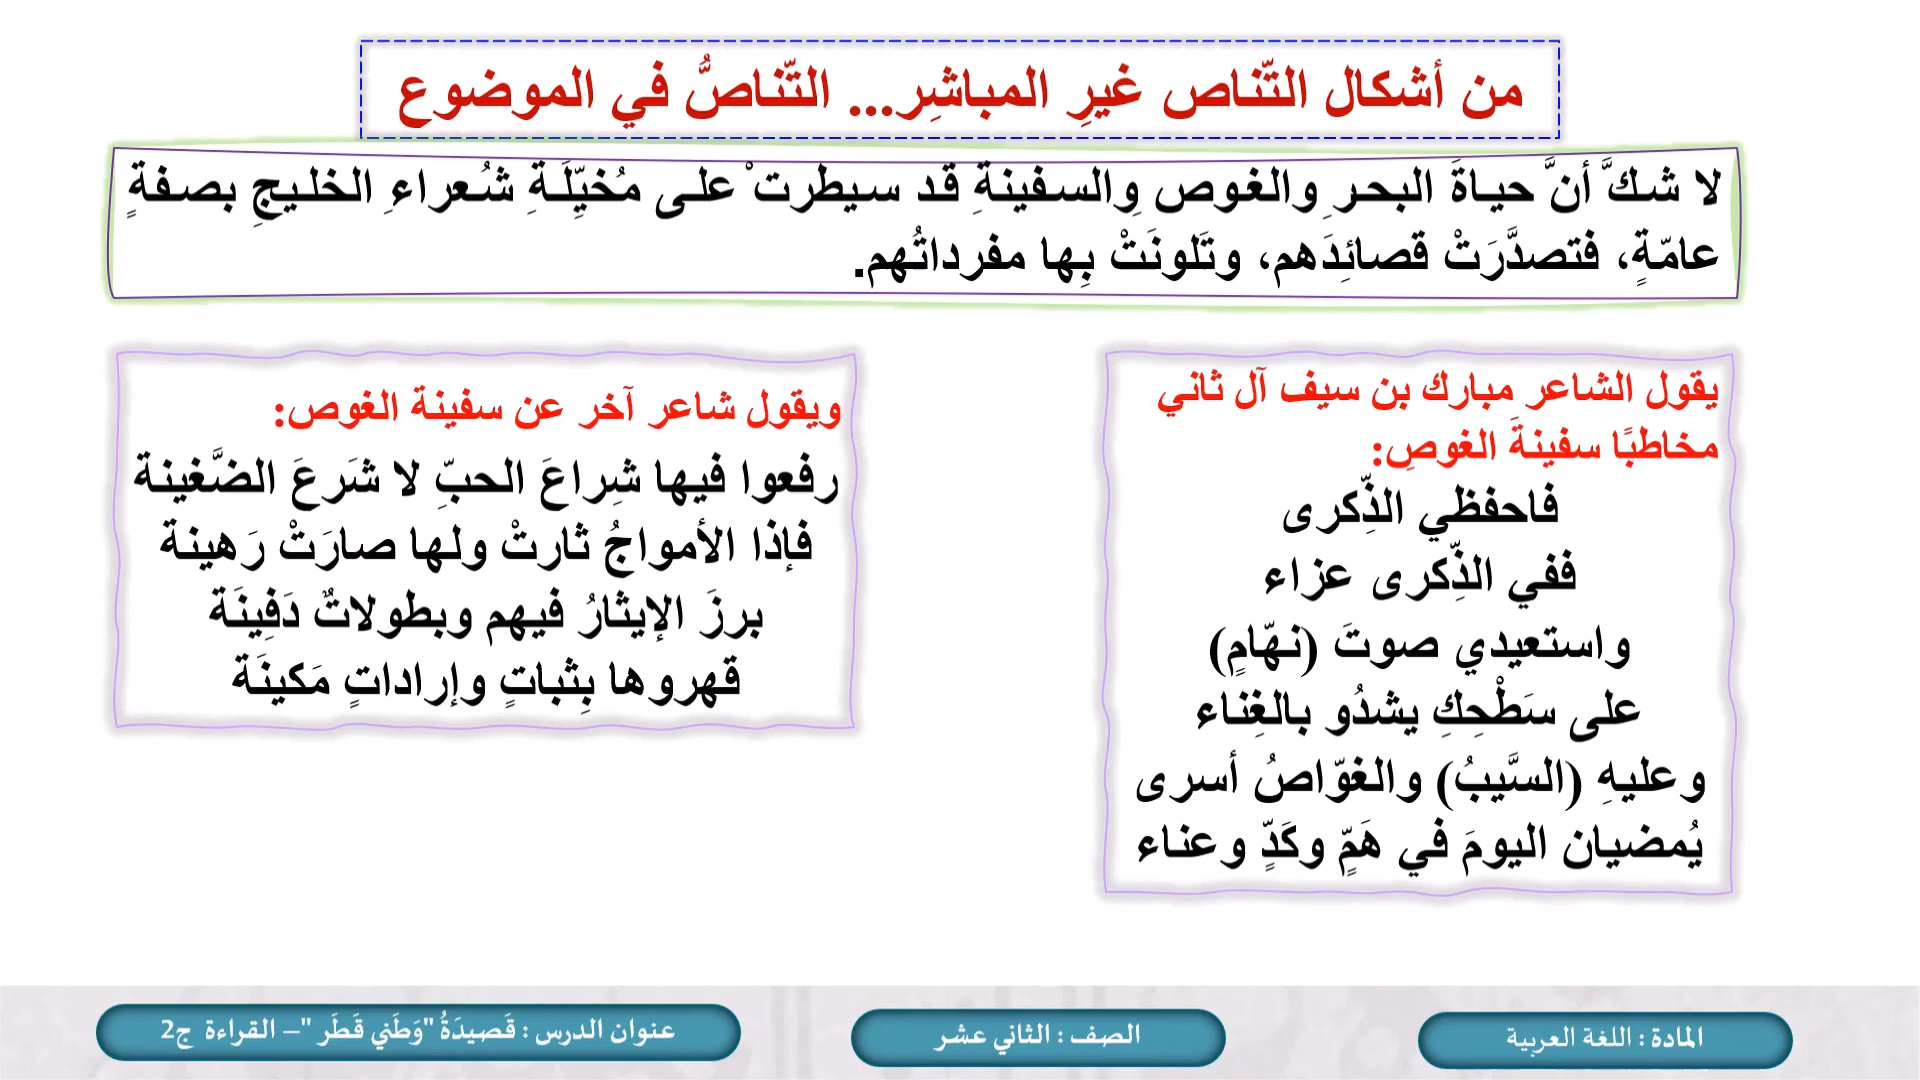 من أشكال التّناص غيرِ المباشِر... التّناصُّ في الموضوع
لا شكَّ أنَّ حياةَ البحرِ والغوصِ والسفينةِ قد سيطرتْ على مُخيِّلَةِ شُعراءِ الخليجِ بصفةٍ
عامّةٍ، فتصدَّرَتْ قصائِدَهم، وتَلونَتْ بِها مفرداتُهم.
يقول الشاعر مبارك بن سيف آل ثاني
مخاطبًا سفينةَ الغوصِ:
فاحفظي الذِّكرى
ففي الذِّكرى عزاء
واستعيدي صوتَ (نهّامٍ)
على سَطْحِكِ يشدُو بالغِناء
وعليهِ (السَّيبُ) والغوّاصُ أسرى
يُمضيان اليومَ في هَمٍّ وكَدٍّ وعناء
ويقول شاعر آخر عن سفينة الغوص:
رفعوا فيها شِراعَ الحبِّ لا شَرعَ الضَّغينة
فإذا الأمواجُ ثارتْ ولها صارَتْ رَهينة
برزَ الإيثارُ فيهم وبطولاتٌ دَفِينَة
قهروها بِثباتٍ وإراداتٍ مَكينَة
المادة : اللغة العربية
الصف : الثاني عشر
عنوان الدرس : قَصيدَةُ "وَطَني قَطَر "– القراءة ج2